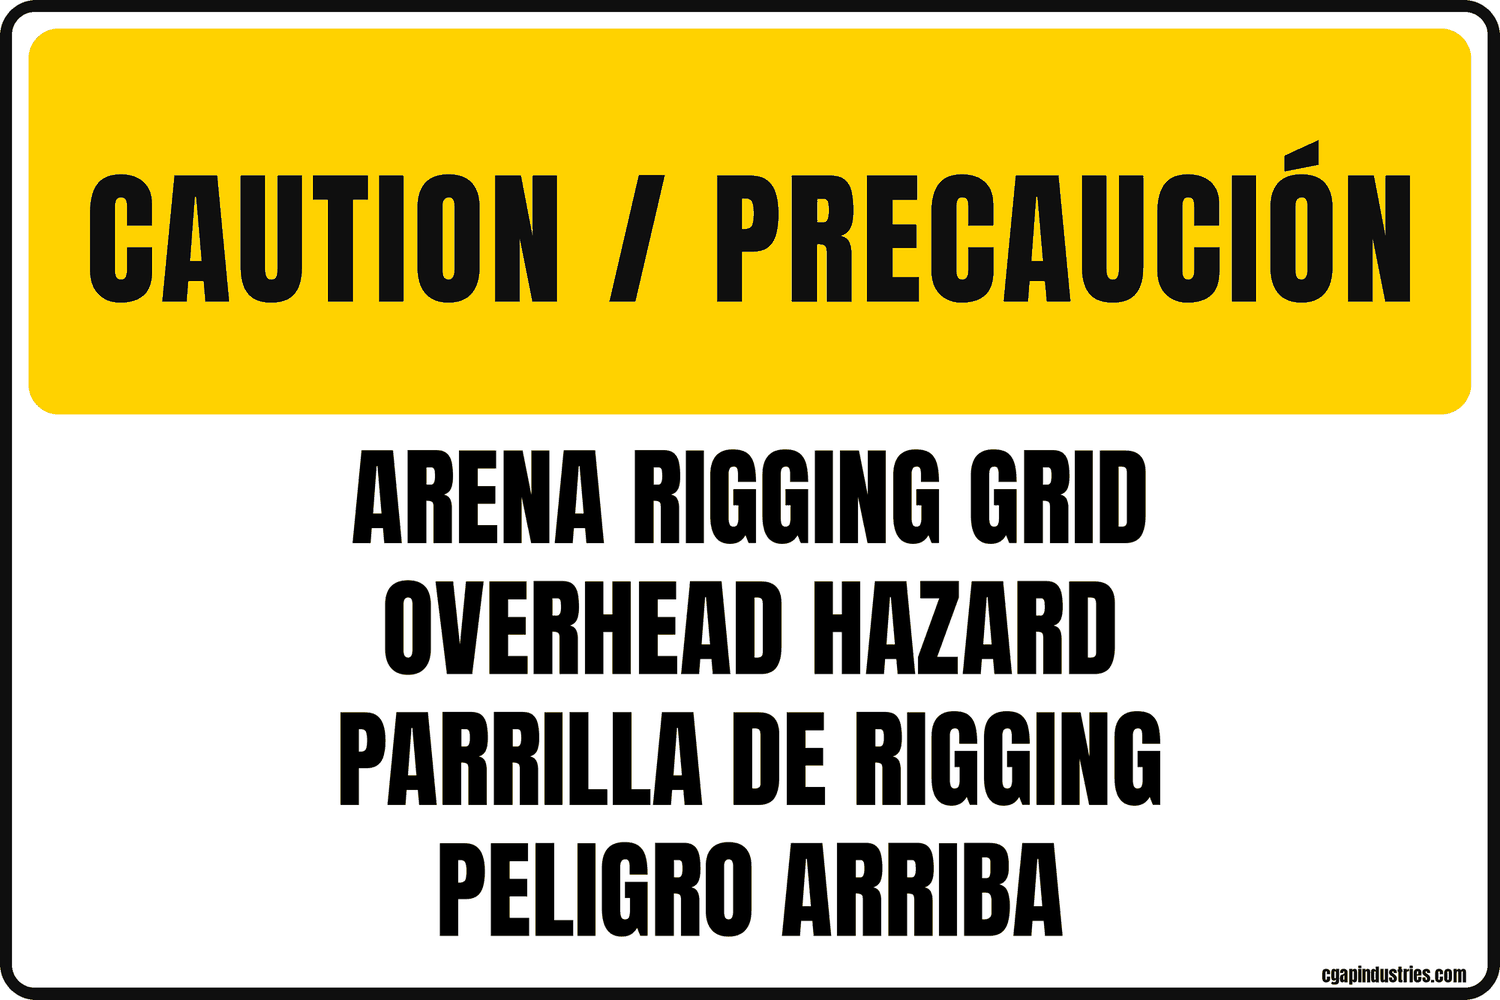 CAUTION / PRECAUCIÓN
ARENA RIGGING GRID
OVERHEAD HAZARD
PARRILLA DE RIGGING
PELIGRO ARRIBA
cgapindustries.com